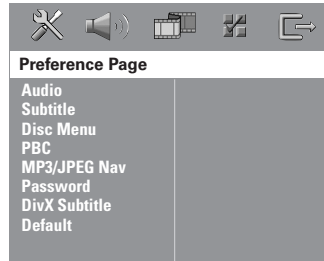 Preference Page
Audio
Subtitle
Disc Menu
PBC
MP3/JPEG Nav
Password
DivX Subtitle
Default